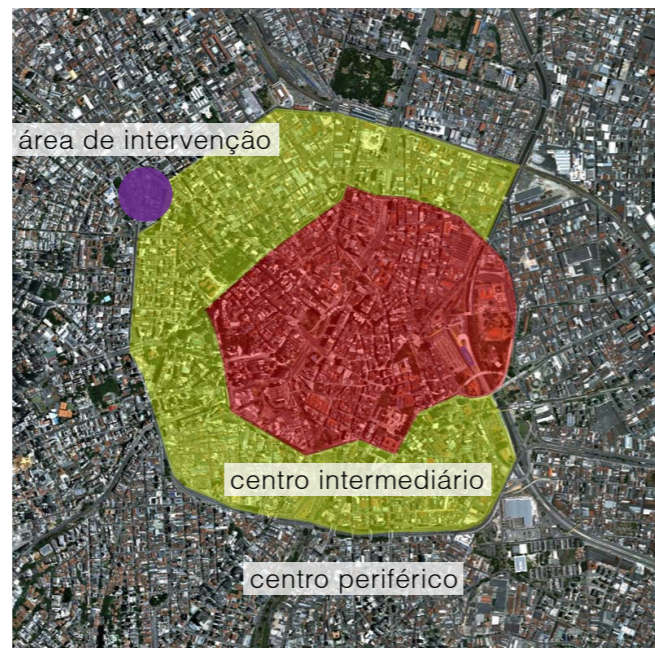 área de intervenção
centro intermediário
centro periférico